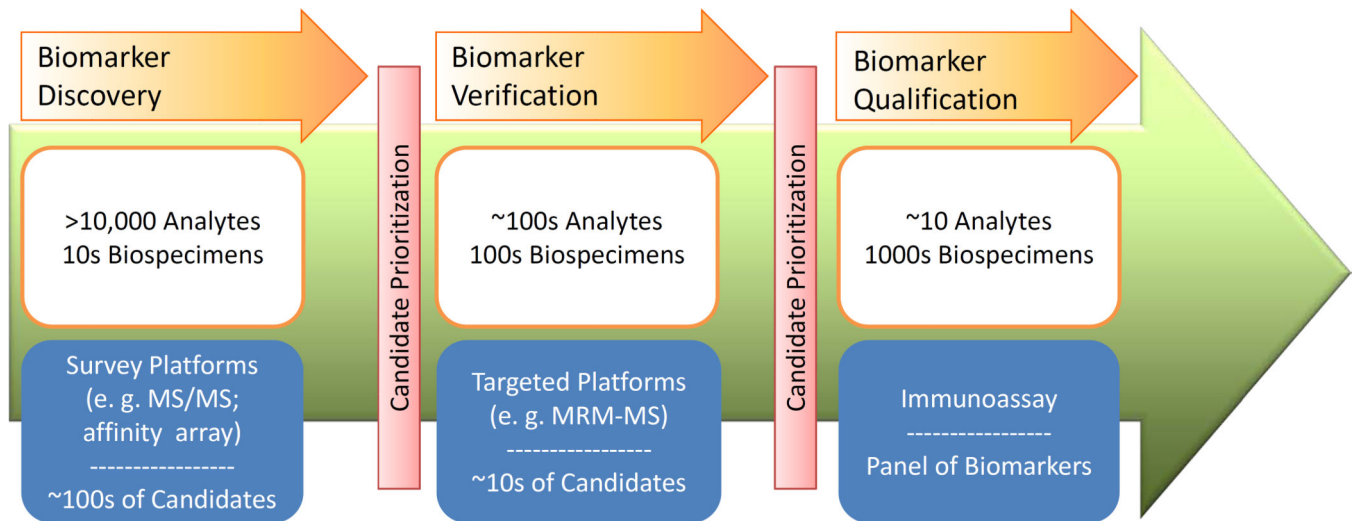 Biomarker
Discovery
>10,000 Analytes
10s Biospecimens
Survey Platforms
(e. g. MS/MS;
affinity array)
-----------------
~100s of Candidates
Candidate Prioritization
Biomarker
Verification
~100s Analytes
100s Biospecimens
Targeted Platforms
(e. g. MRM-MS)
-----------------
~10s of Candidates
Candidate Prioritization
Biomarker
Qualification
~10 Analytes
1000s Biospecimens
Immunoassay
-----------------
Panel of Biomarkers